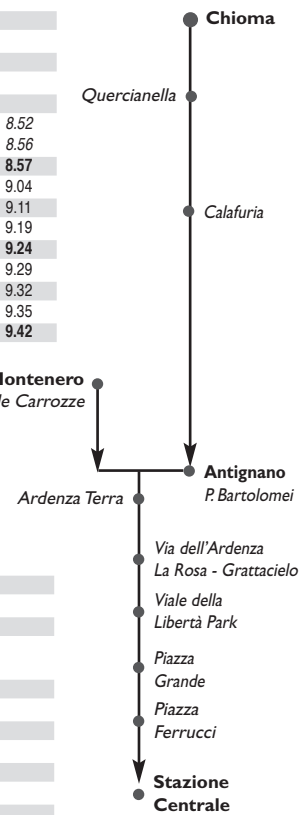 Chioma
Quercianella
8.52
8.56
8.57
9.04
9.11
9.19
9.24
9.29
9.32
9.35
9.42
Calafuria
Carrozze
Antignano
P. Bartolomei
Ardenza Terra
Via dell'Ardenza
La Rosa - Grattacielo
Viale della
Libertà Park
Piazza
Grande
Piazza
Ferrucci
Stazione
Centrale